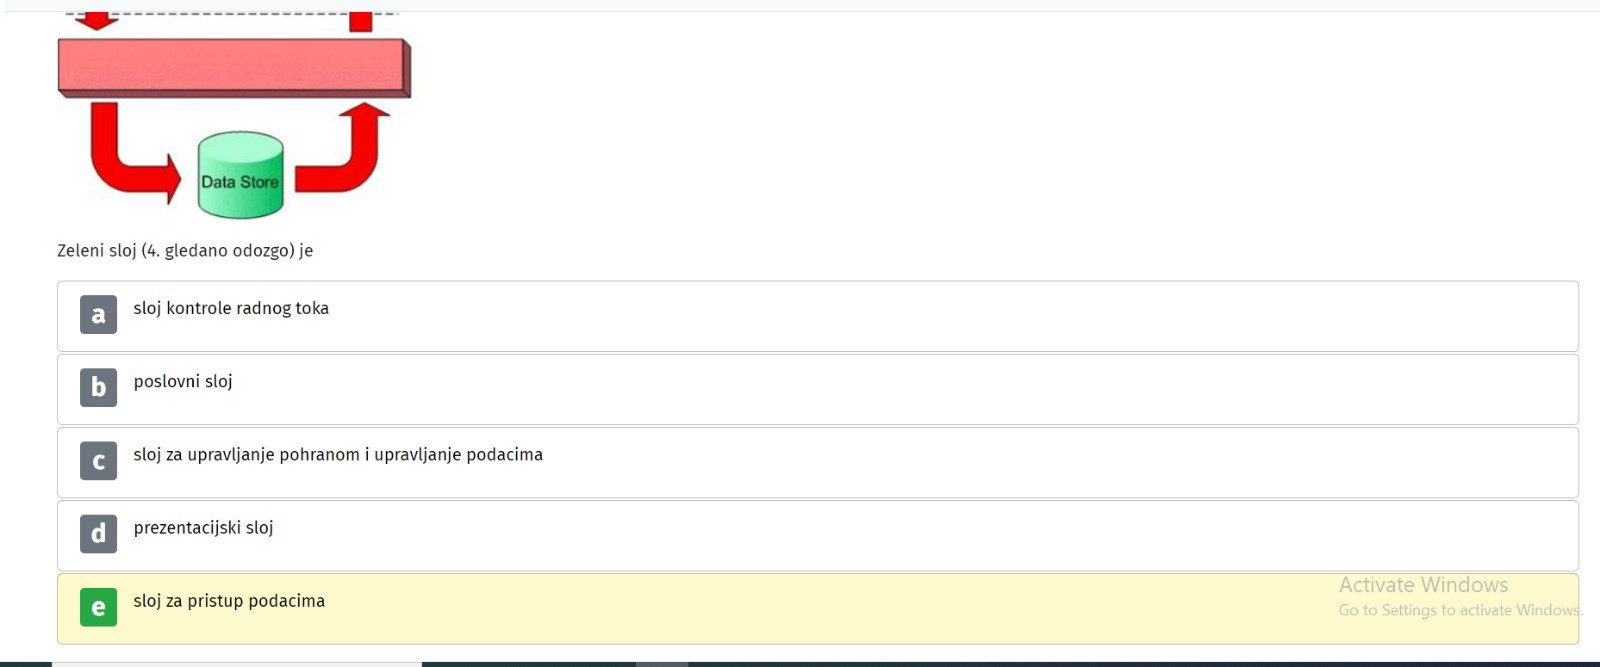 Data Store
Zeleni sloj (4. gledano odozgo) je
a sloj kontrole radnog toka
b poslovni sloj
c sloj za upravljanje pohranom i upravljanje podacima
d prezentacijski sloj
e sloj za pristup podacima
Activate Windows
Go to Settings to activate Windows.